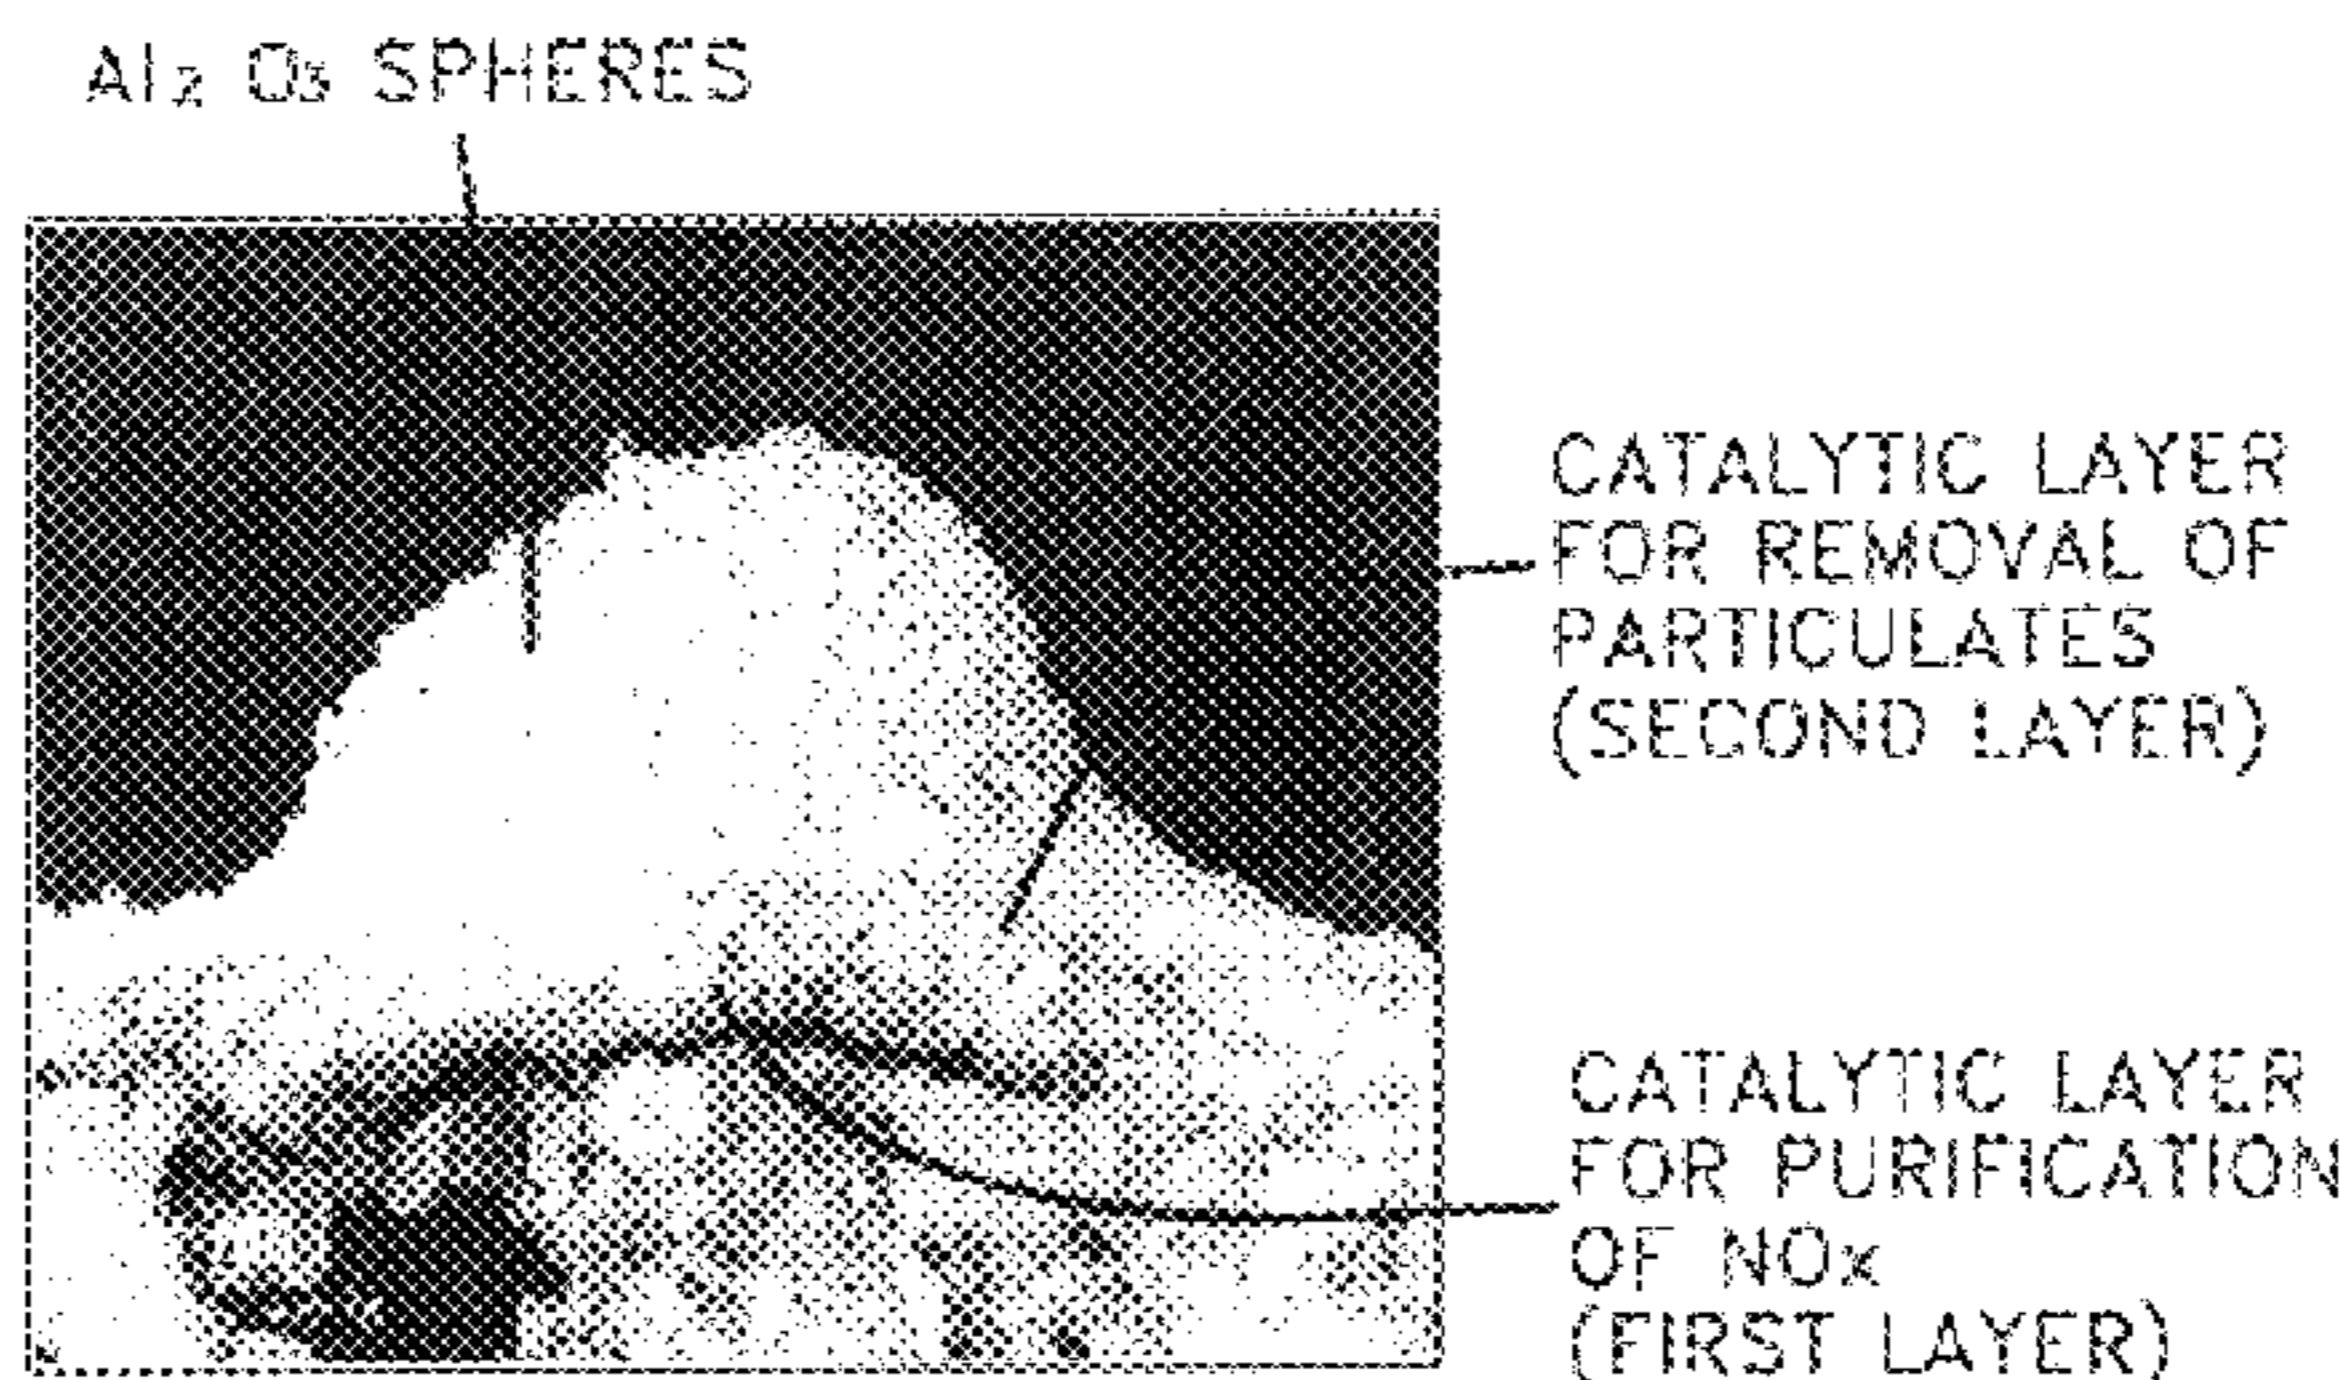 Al₂ O₃ SPHERES
CATALYTIC LAYER
FOR REMOVAL OF
PARTICULATES
(SECOND LAYER)
CATALYTIC LAYER
FOR PURIFICATION
OF NOx
(FIRST LAYER)